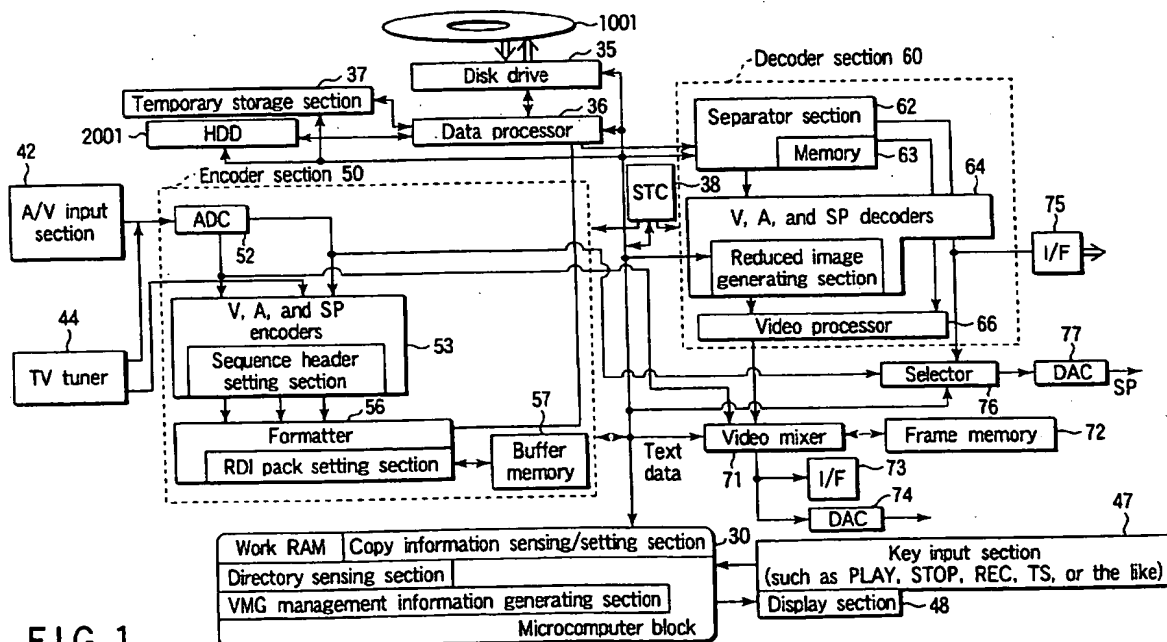 1001
35
Disk drive
37
Temporary storage section
36
Data processor
2001
HDD
Decoder section 60
62
Separator section
Memory
63
64
42
A/V input
section
Encoder section 50
ADC
52
STC
38
V, A, and SP decoders
Reduced image
generating section
75
I/F
Video processor
66
44
TV tuner
V, A, and SP
encoders
Sequence header
setting section
53
Selector
76
77
DAC
SP
56
Formatter
RDI pack setting section
57
Buffer
memory
Text
data
Video mixer
71
Frame memory
72
I/F
73
74
DAC
30
Work RAM
Copy information sensing/setting section
Directory sensing section
VMG management information generating section
Microcomputer block
47
Key input section
(such as PLAY, STOP, REC, TS, or the like)
Display section
48
FIG. 1